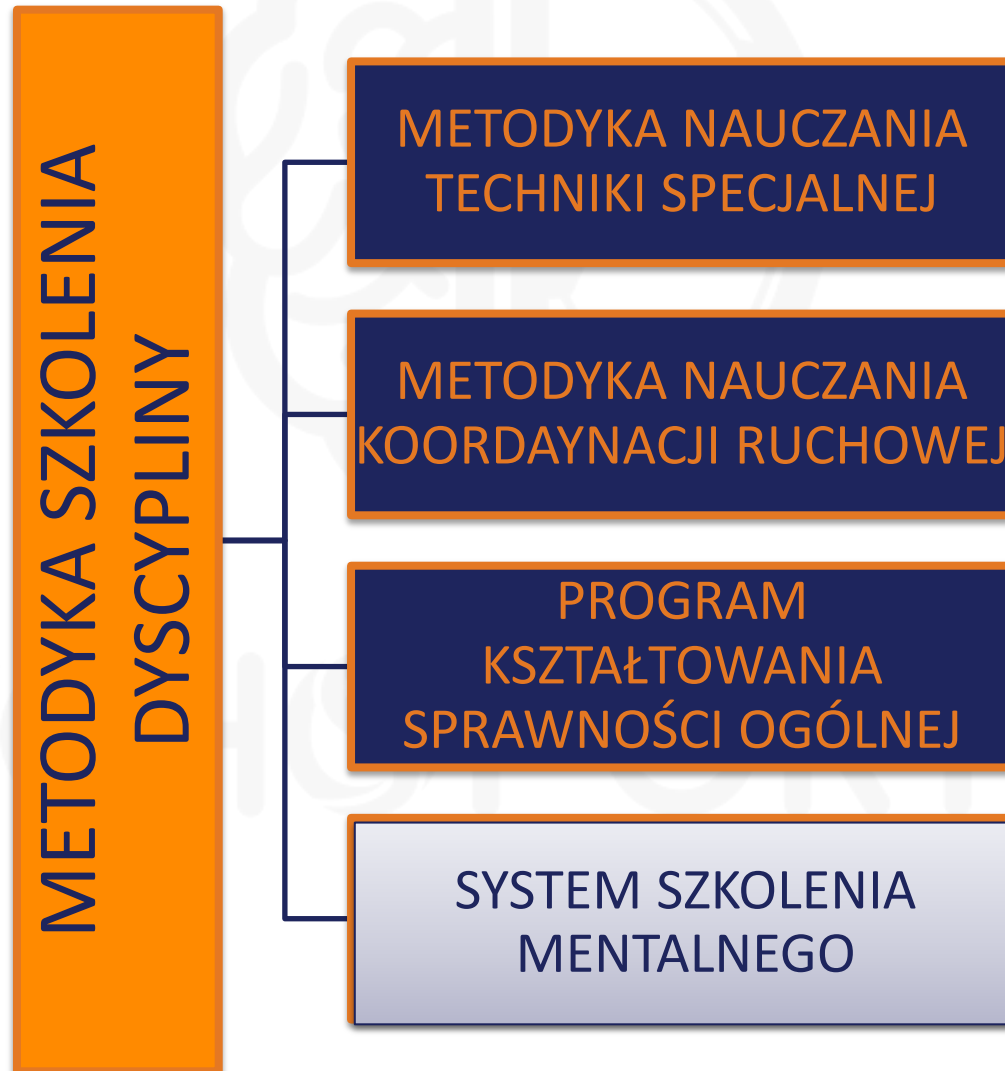 METODYKA SZKOLENIA
DYSCYPLINY
METODYKA NAUCZANIA
TECHNIKI SPECJALNEJ
METODYKA NAUCZANIA
KOORDAYNACJI RUCHOWEJ
PROGRAM
KSZTAŁTOWANIA
SPRAWNOŚCI OGÓLNEJ
SYSTEM SZKOLENIA
MENTALNEGO